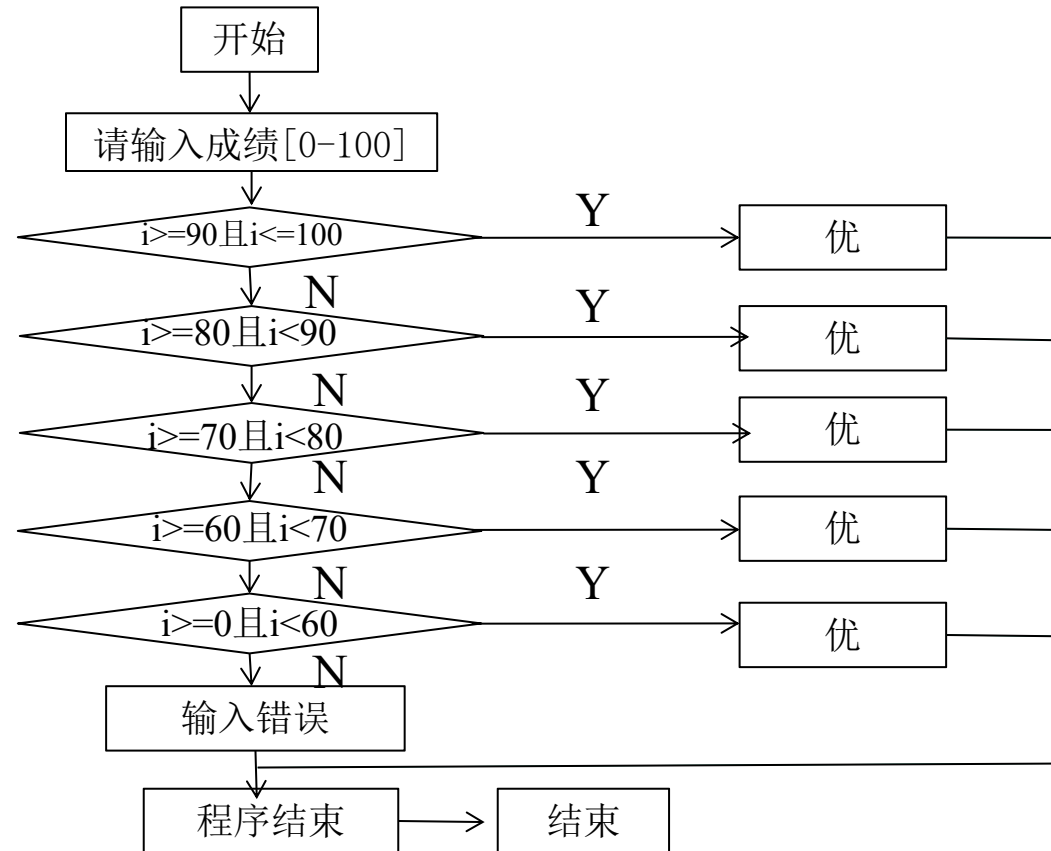 开始
请输入成绩[0-100]
i>=90且i<=100
Y
优
N
i>=80且i<90
Y
优
N
i>=70且i<80
Y
优
N
i>=60且i<70
Y
优
N
i>=0且i<60
Y
优
N
输入错误
程序结束
结束